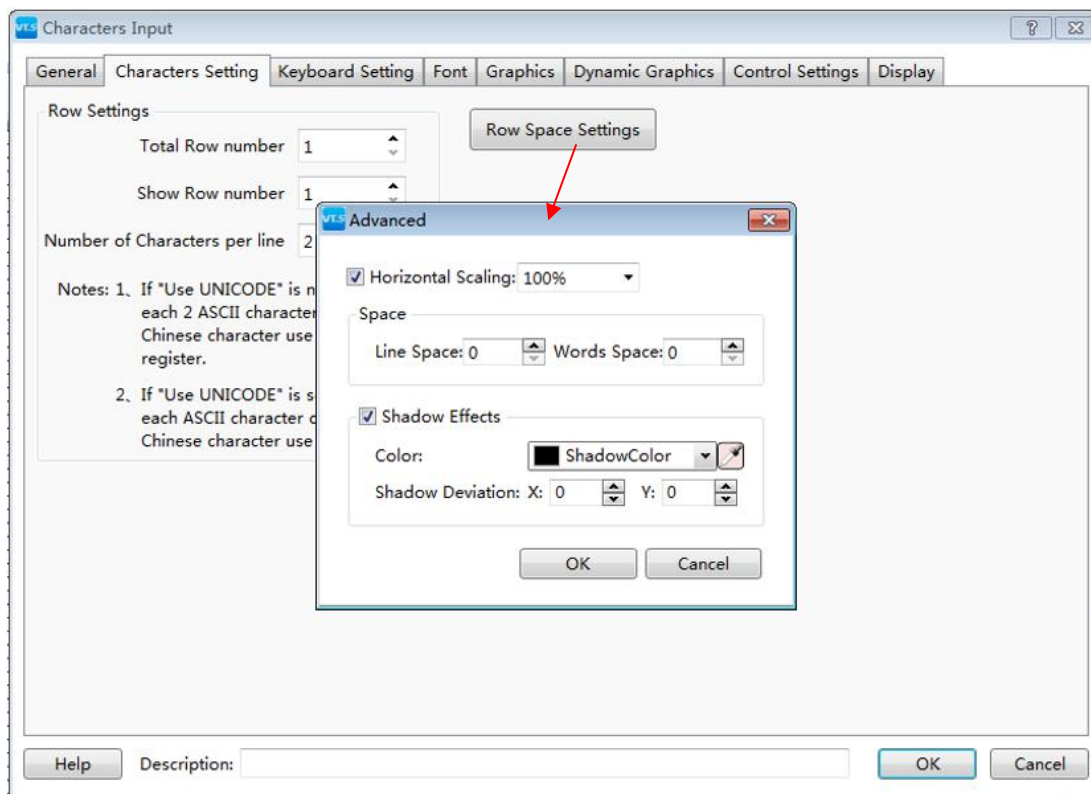 VTS Characters Input
General Characters Setting Keyboard Setting Font Graphics Dynamic Graphics Control Settings Display
Row Settings
Row Space Settings
Total Row number 1
Show Row number 1
Number of Characters per line 2
Notes: 1、If "Use UNICODE" is n
each 2 ASCII character
Chinese character use
register.
2、If "Use UNICODE" is s
each ASCII character
Chinese character use
VTS Advanced
Horizontal Scaling: 100%
Space
Line Space: 0 Words Space: 0
Shadow Effects
Color: ShadowColor
Shadow Deviation: X: 0 Y: 0
OK Cancel
Help Description: OK Cancel